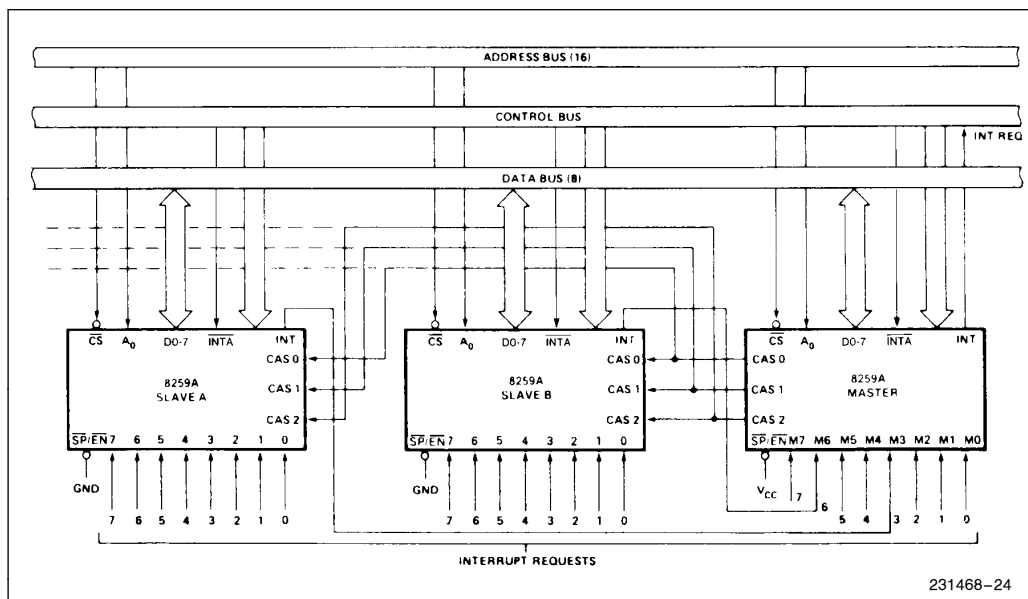 ADDRESS BUS (16)
CONTROL BUS
INT REQ
DATA BUS (8)
CS A0 D0-7 INTA INT
CAS 0
8259A
SLAVE A
CAS 1
CAS 2
SP/EN 7 6 5 4 3 2 1 0
GND
7 6 5 4 3 2 1 0
CS A0 D0-7 INTA INT
CAS 0
8259A
SLAVE B
CAS 1
CAS 2
SP/EN 7 6 5 4 3 2 1 0
GND
7 6 5 4 3 2 1 0
CS A0 D0-7 INTA INT
CAS 0
8259A
MASTER
CAS 1
CAS 2
SP/EN M7 M6 M5 M4 M3 M2 M1 M0
VCC
7 6 5 4 3 2 1 0
INTERRUPT REQUESTS
231468–24